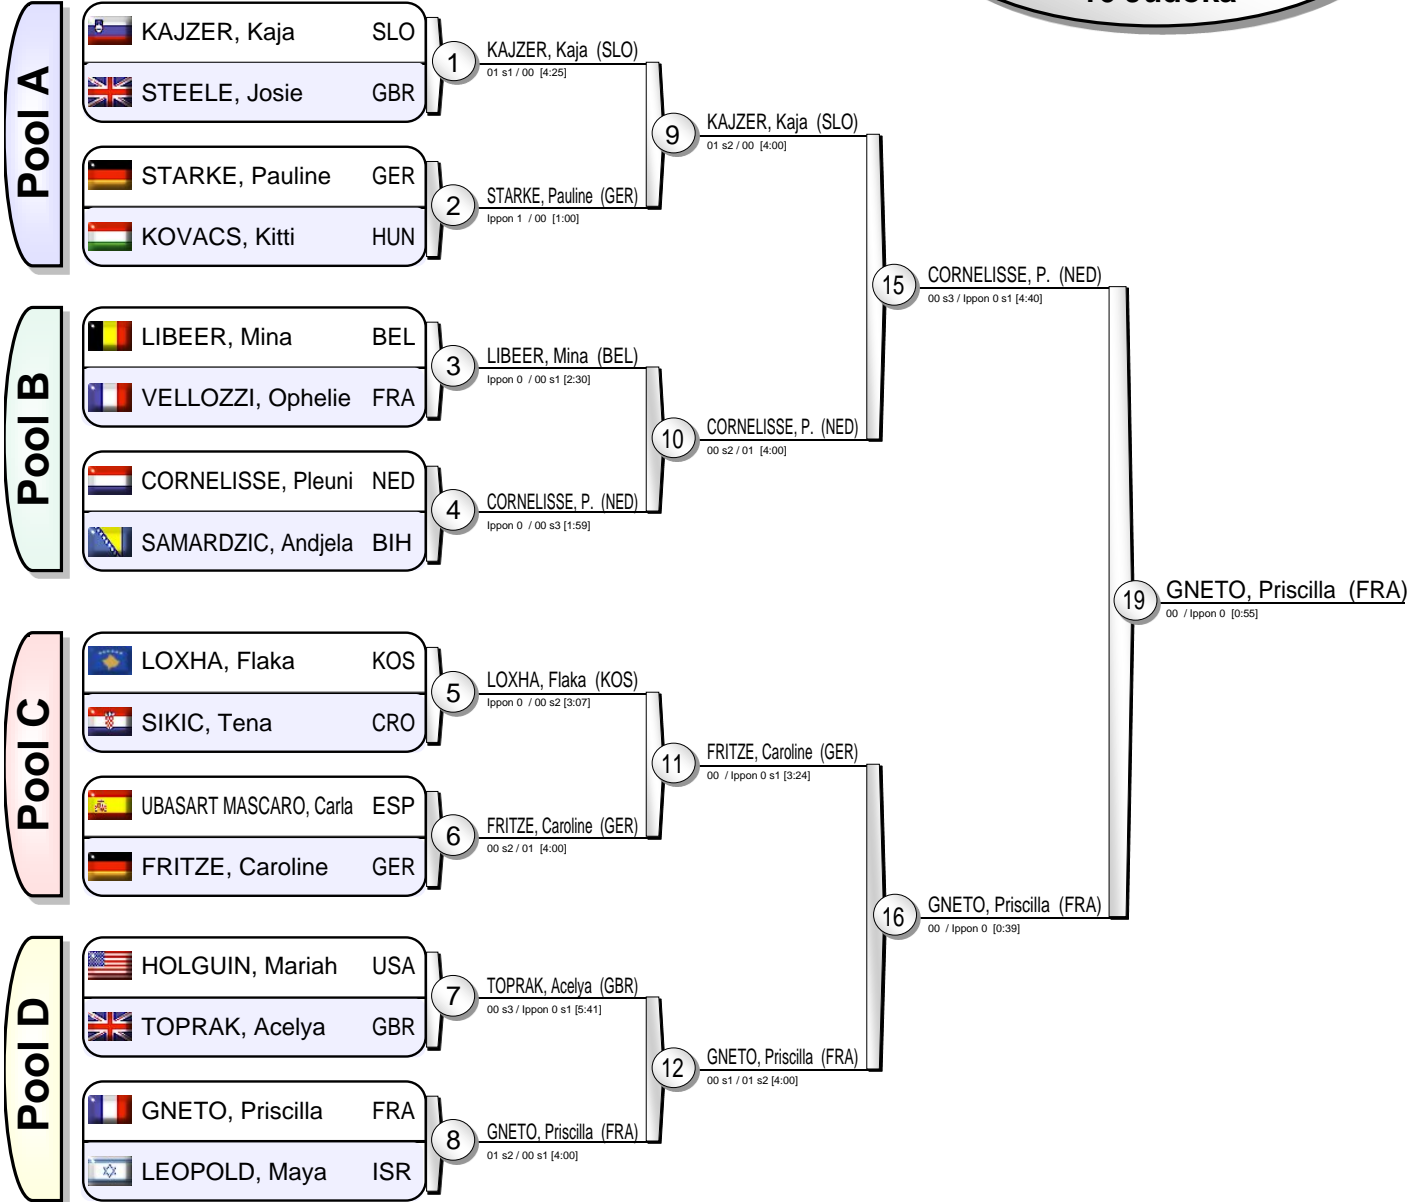 16 Judoka
Pool A
KAJZER, Kaja SLO
STEELE, Josie GBR
1
KAJZER, Kaja (SLO)
01 s1 / 00 [4:25]
STARKE, Pauline GER
KOVACS, Kitti HUN
2
STARKE, Pauline (GER)
Ippon 1 / 00 [1:00]
9
KAJZER, Kaja (SLO)
01 s2 / 00 [4:00]
Pool B
LIBEER, Mina BEL
VELLOZZI, Ophelie FRA
3
LIBEER, Mina (BEL)
Ippon 0 / 00 s1 [2:30]
CORNELISSE, Pleuni NED
SAMARDZIC, Andjela BIH
4
CORNELISSE, P. (NED)
Ippon 0 / 00 s3 [1:59]
10
CORNELISSE, P. (NED)
00 s2 / 01 [4:00]
15
CORNELISSE, P. (NED)
00 s3 / Ippon 0 s1 [4:40]
Pool C
LOXHA, Flaka KOS
SIKIC, Tena CRO
5
LOXHA, Flaka (KOS)
Ippon 0 / 00 s2 [3:07]
UBASART MASCARO, Carla ESP
FRITZE, Caroline GER
6
FRITZE, Caroline (GER)
00 s2 / 01 [4:00]
11
FRITZE, Caroline (GER)
00 / Ippon 0 s1 [3:24]
Pool D
HOLGUIN, Mariah USA
TOPRAK, Acelya GBR
7
TOPRAK, Acelya (GBR)
00 s3 / Ippon 0 s1 [5:41]
GNETO, Priscilla FRA
LEOPOLD, Maya ISR
8
GNETO, Priscilla (FRA)
01 s2 / 00 s1 [4:00]
12
GNETO, Priscilla (FRA)
00 s1 / 01 s2 [4:00]
16
GNETO, Priscilla (FRA)
00 / Ippon 0 [0:39]
19
GNETO, Priscilla (FRA)
00 / Ippon 0 [0:55]